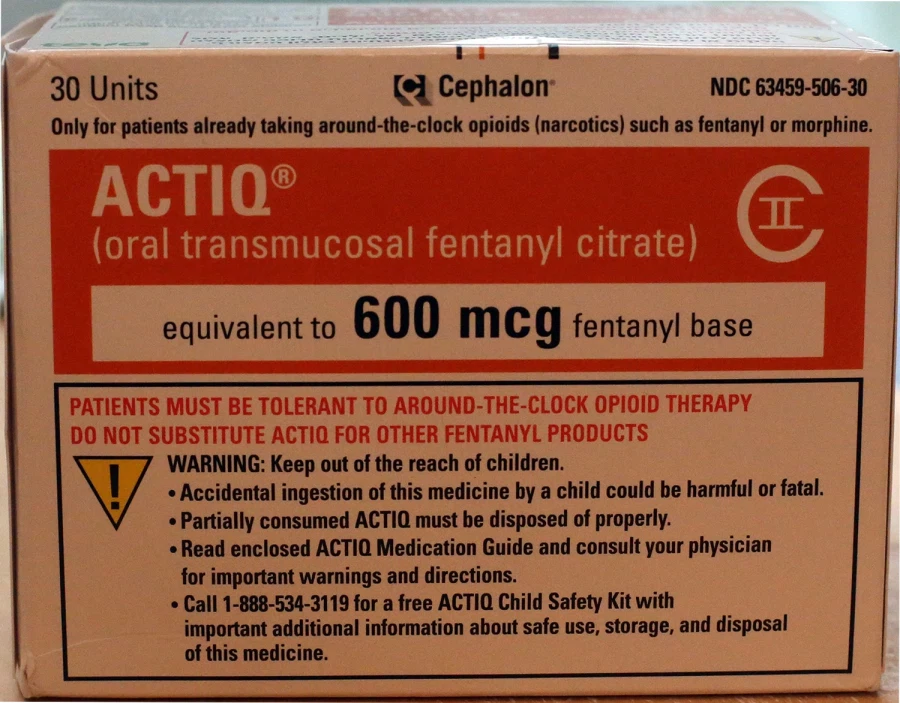 30 Units
Cephalon®
NDC 63459-506-30
Only for patients already taking around-the-clock opioids (narcotics) such as fentanyl or morphine.
ACTIQ®
(oral transmucosal fentanyl citrate)
CII
equivalent to 600 mcg fentanyl base
PATIENTS MUST BE TOLERANT TO AROUND-THE-CLOCK OPIOID THERAPY
DO NOT SUBSTITUTE ACTIQ FOR OTHER FENTANYL PRODUCTS
! WARNING: Keep out of the reach of children.
• Accidental ingestion of this medicine by a child could be harmful or fatal.
• Partially consumed ACTIQ must be disposed of properly.
• Read enclosed ACTIQ Medication Guide and consult your physician
for important warnings and directions.
• Call 1-888-534-3119 for a free ACTIQ Child Safety Kit with
important additional information about safe use, storage, and disposal
of this medicine.